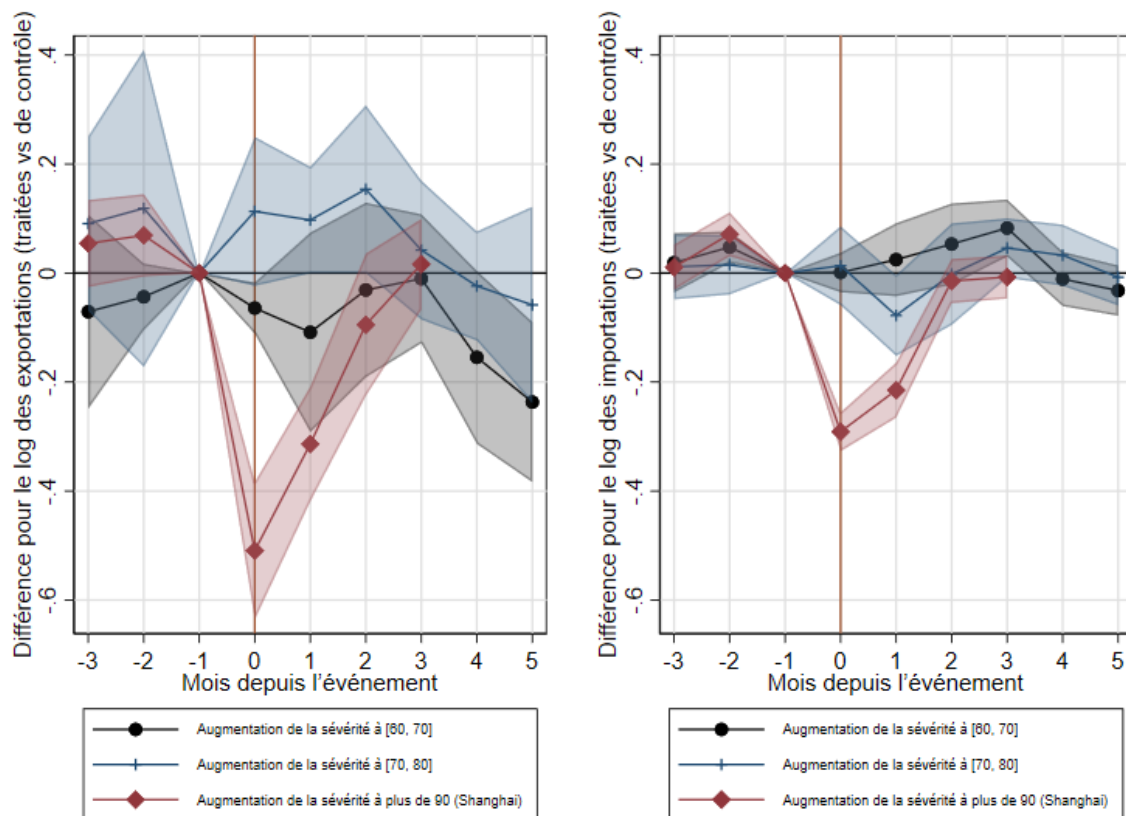 Différence pour le log des exportations (traitées vs de contrôle)
.4
.2
0
-.2
-.4
-.6
-3 -2 -1 0 1 2 3 4 5
Mois depuis l’événement
Augmentation de la sévérité à [60, 70]
Augmentation de la sévérité à [70, 80]
Augmentation de la sévérité à plus de 90 (Shanghai)
Différence pour le log des importations (traitées vs de contrôle)
.4
.2
0
-.2
-.4
-.6
-3 -2 -1 0 1 2 3 4 5
Mois depuis l’événement
Augmentation de la sévérité à [60, 70]
Augmentation de la sévérité à [70, 80]
Augmentation de la sévérité à plus de 90 (Shanghai)